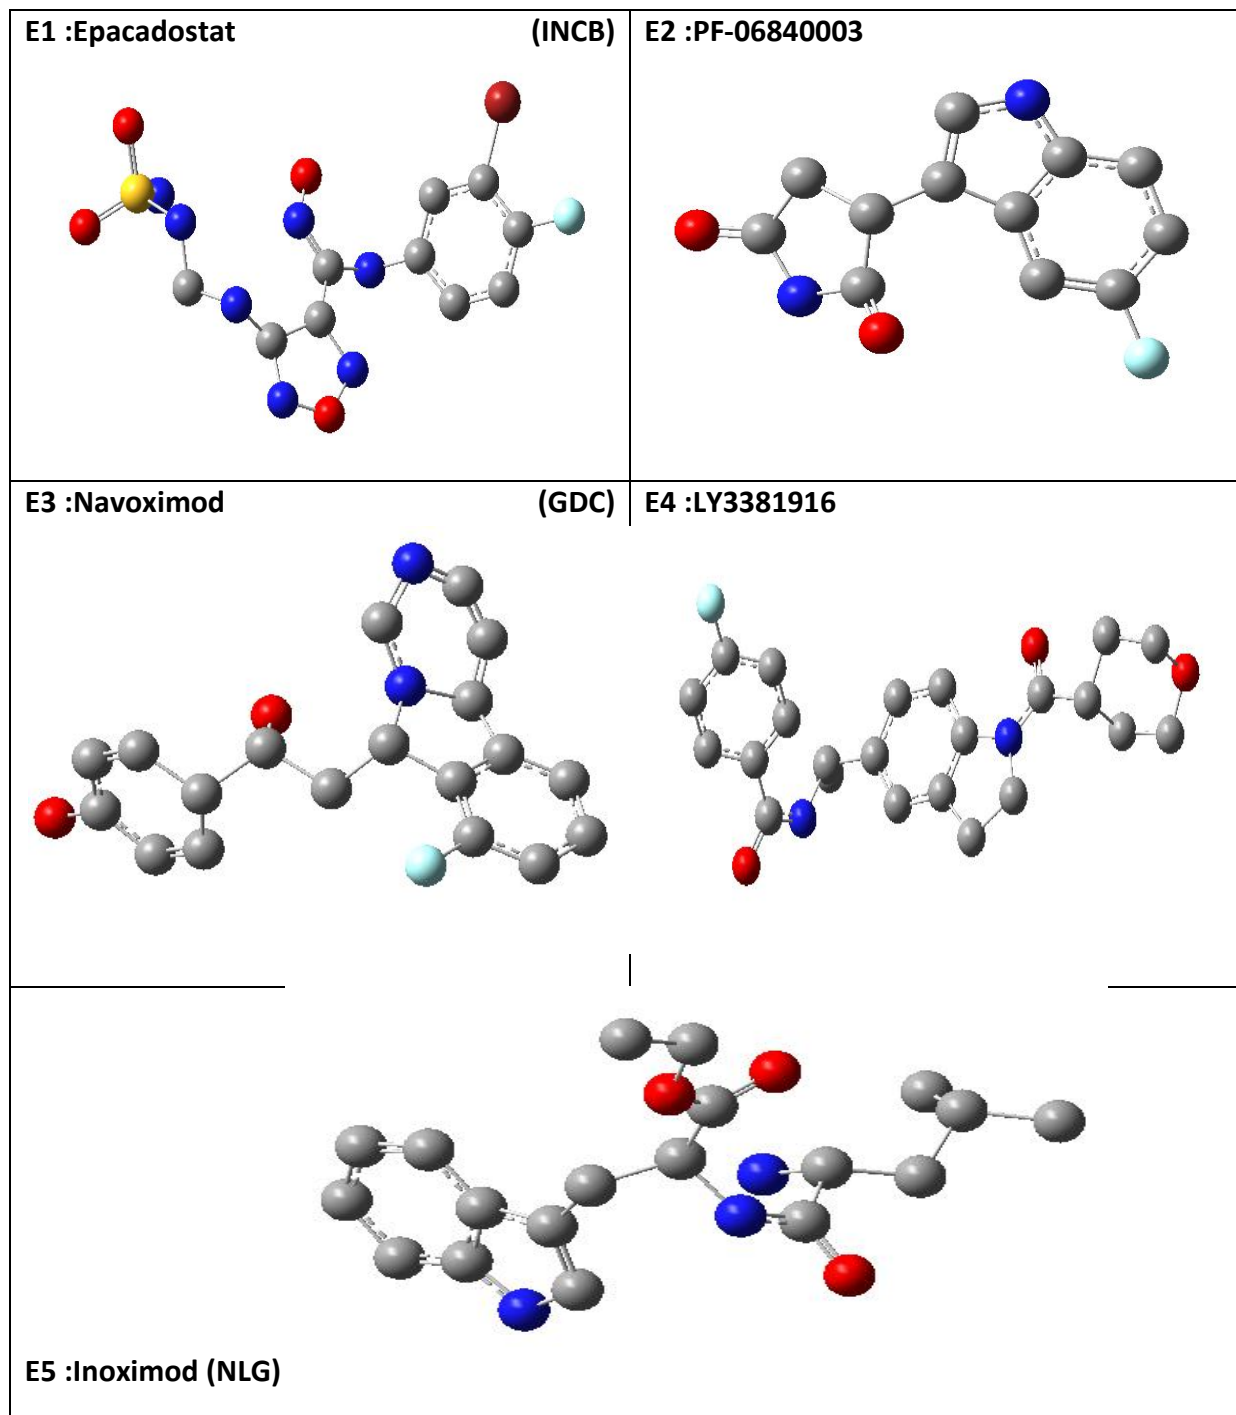 E1 :Epacadostat (INCB)
E2 :PF-06840003
E3 :Navoximod (GDC)
E4 :LY3381916
E5 :Inoximod (NLG)